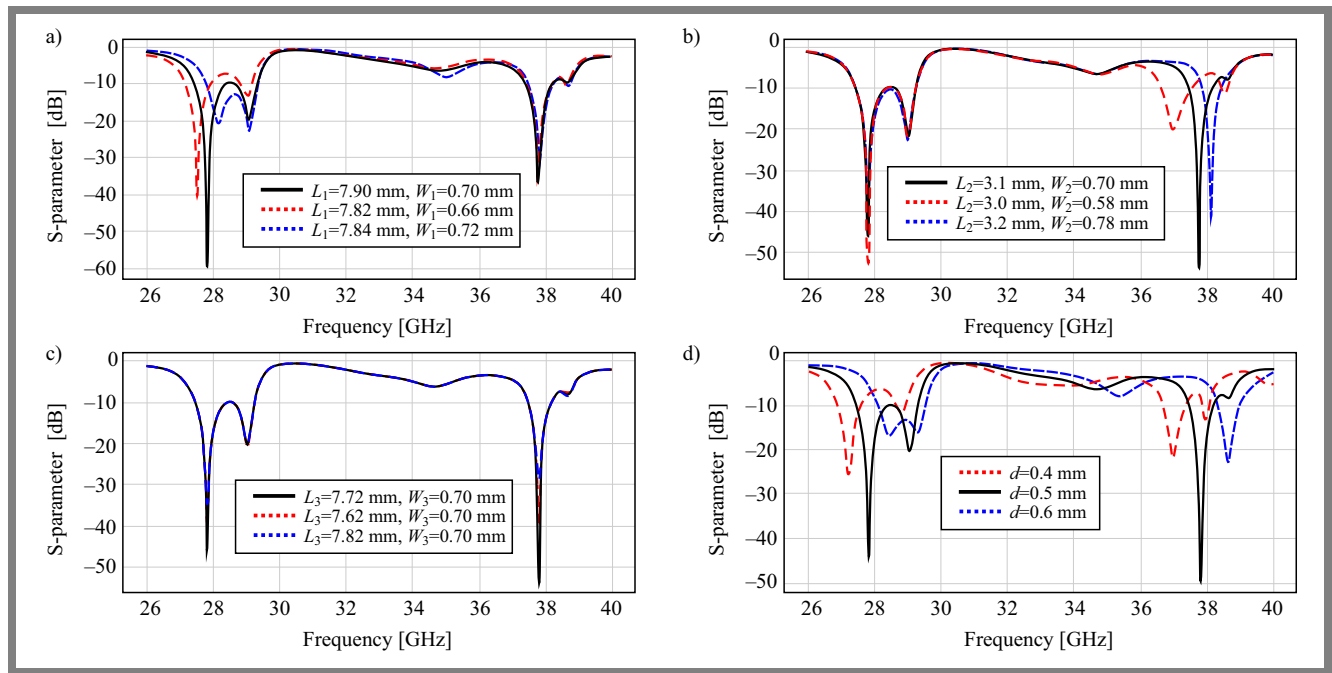 a)
0
–10
–20
–30
–40
–50
–60
S-parameter [dB]
L1=7.90 mm, W1=0.70 mm
L1=7.82 mm, W1=0.66 mm
L1=7.84 mm, W1=0.72 mm
26 28 30 32 34 36 38 40
Frequency [GHz]
b)
0
–10
–20
–30
–40
–50
S-parameter [dB]
L2=3.1 mm, W2=0.70 mm
L2=3.0 mm, W2=0.58 mm
L2=3.2 mm, W2=0.78 mm
26 28 30 32 34 36 38 40
Frequency [GHz]
c)
0
–10
–20
–30
–40
–50
S-parameter [dB]
L3=7.72 mm, W3=0.70 mm
L3=7.62 mm, W3=0.70 mm
L3=7.82 mm, W3=0.70 mm
26 28 30 32 34 36 38 40
Frequency [GHz]
d)
0
–10
–20
–30
–40
–50
S-parameter [dB]
d=0.4 mm
d=0.5 mm
d=0.6 mm
26 28 30 32 34 36 38 40
Frequency [GHz]